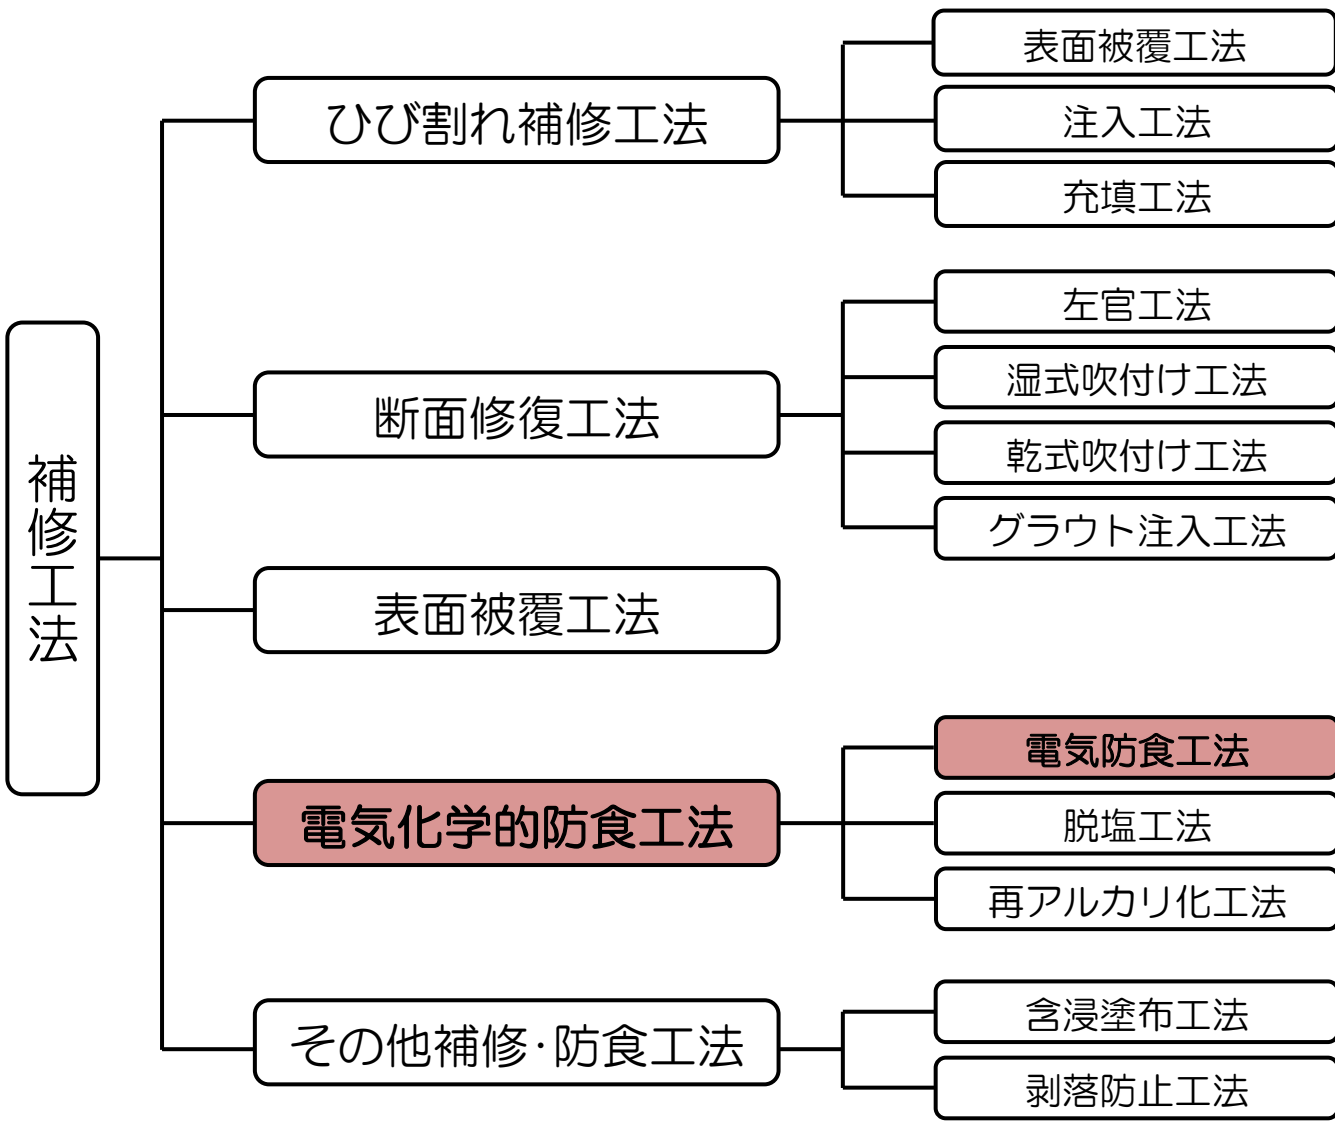 補修工法
ひび割れ補修工法
表面被覆工法
注入工法
充填工法
断面修復工法
左官工法
湿式吹付け工法
乾式吹付け工法
グラウト注入工法
表面被覆工法
電気化学的防食工法
電気防食工法
脱塩工法
再アルカリ化工法
その他補修・防食工法
含浸塗布工法
剥落防止工法